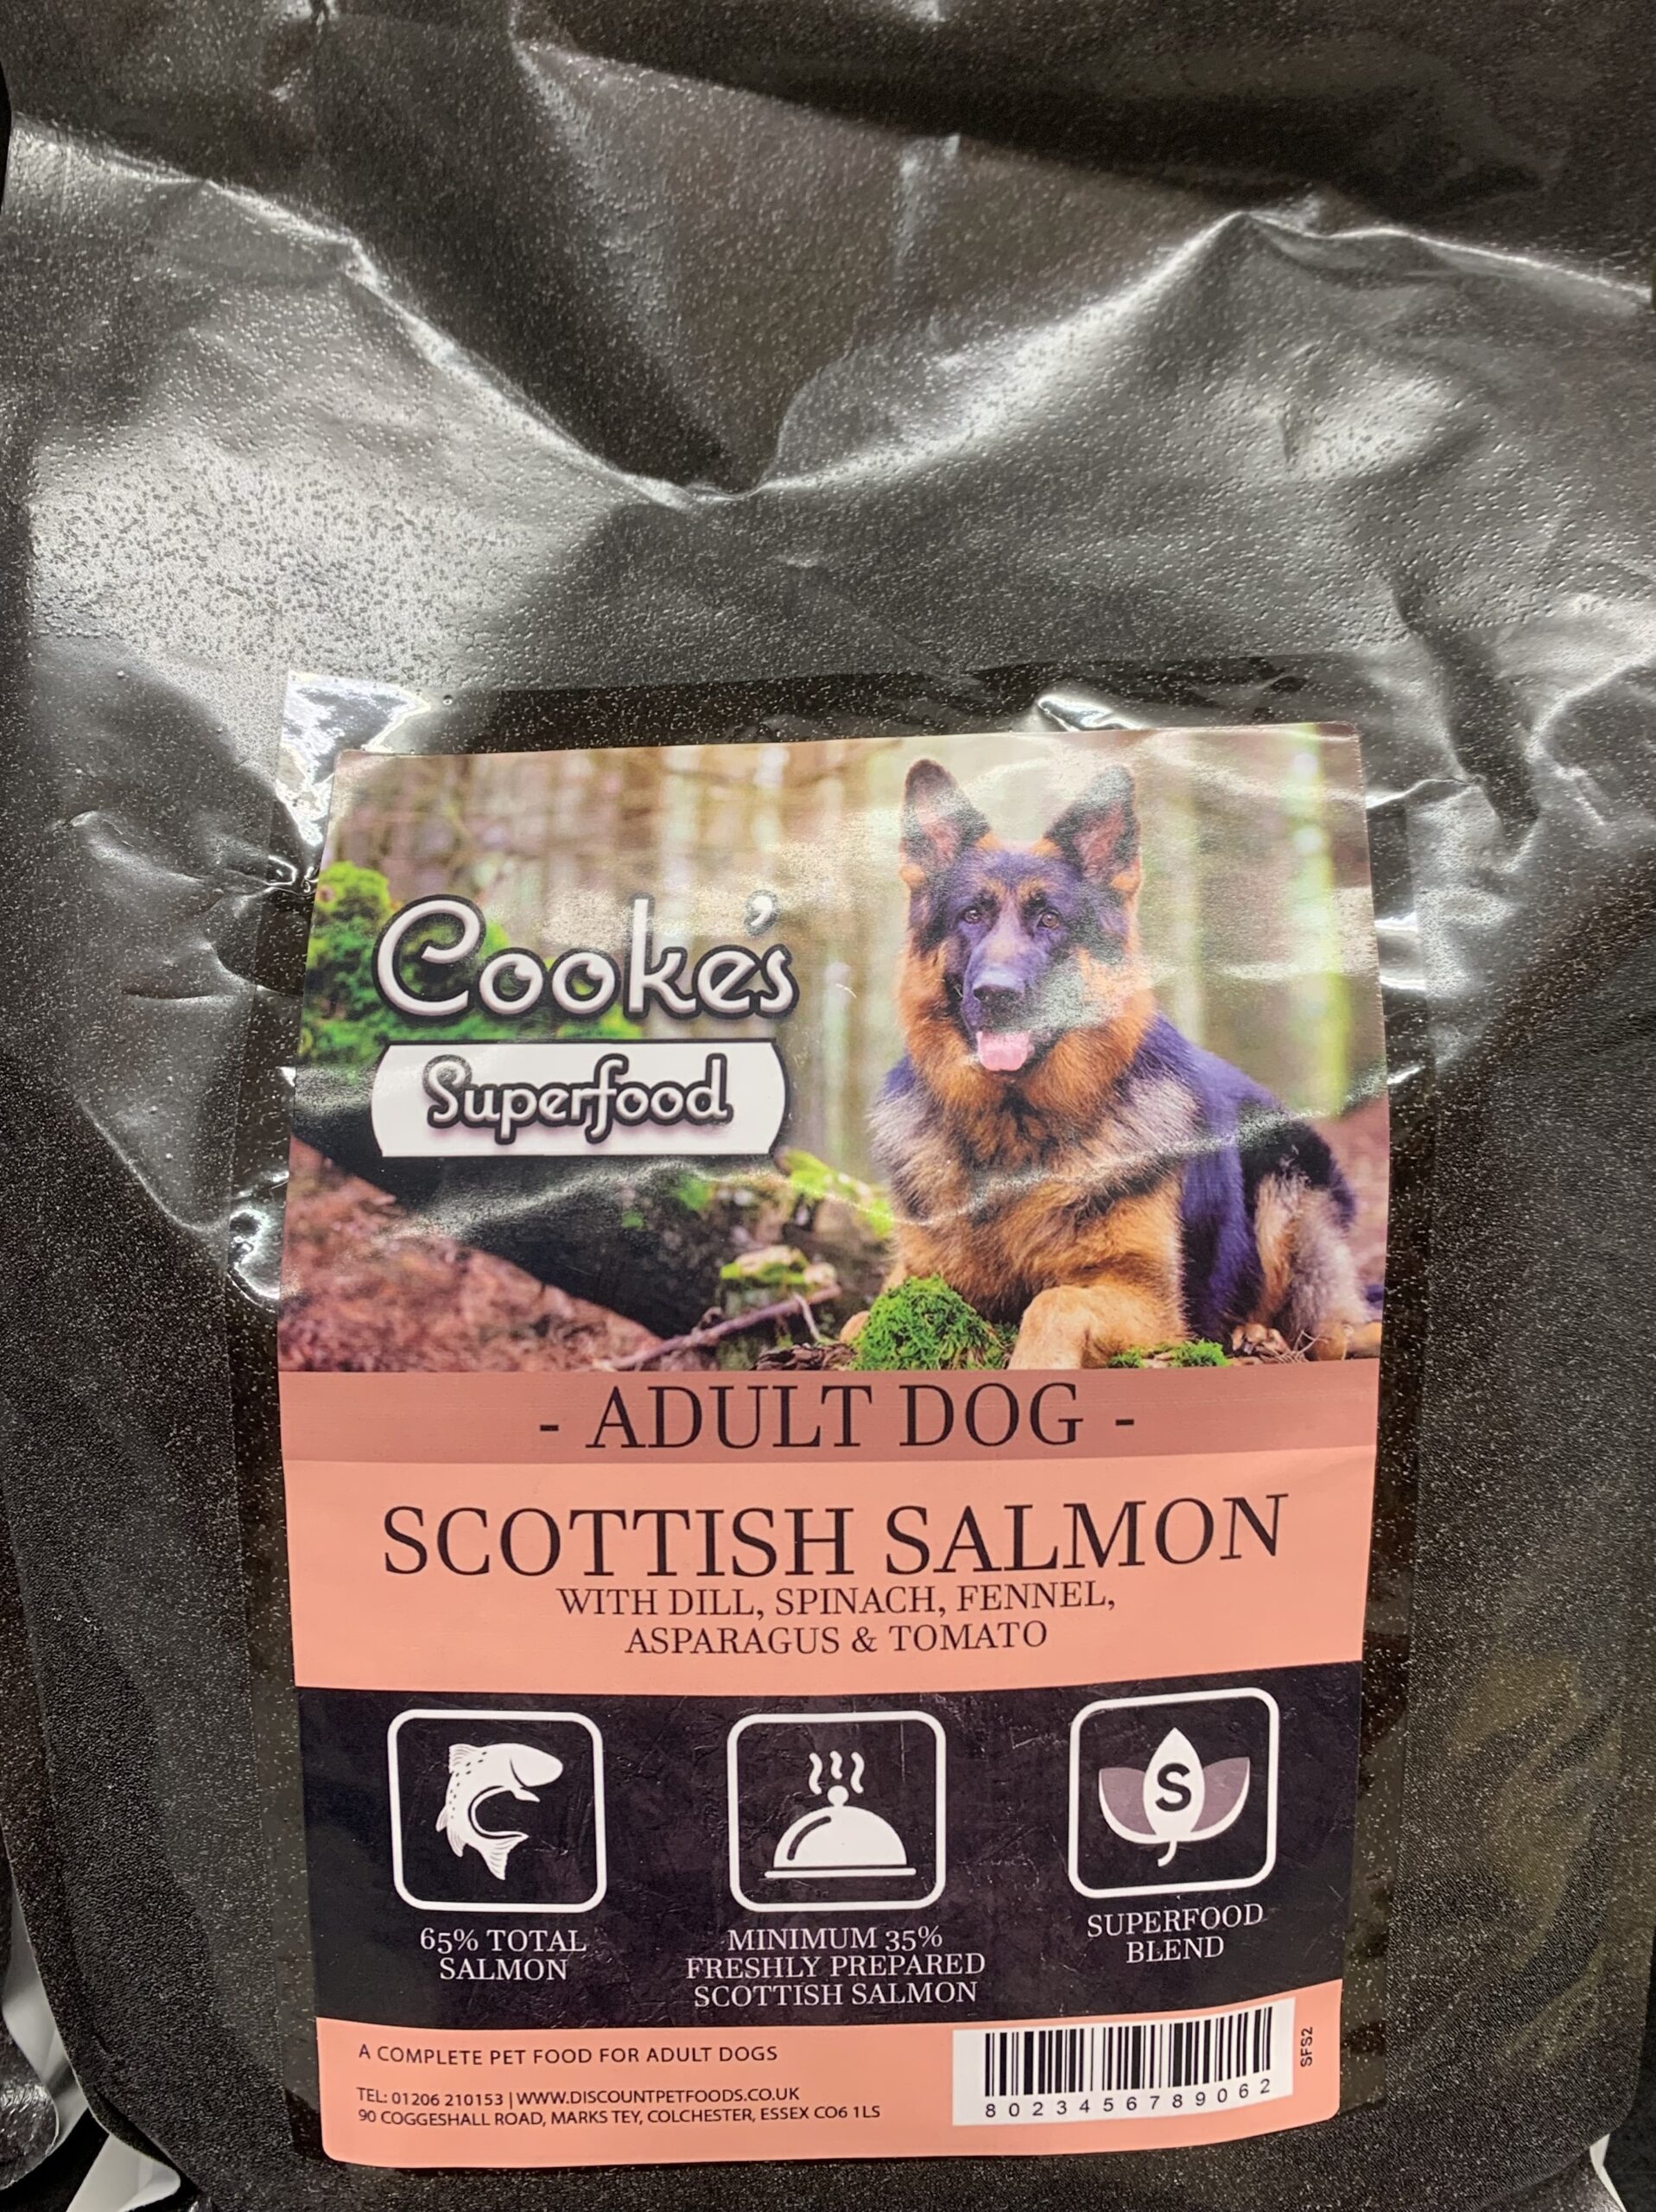 Cooke's
Superfood
- ADULT DOG -
SCOTTISH SALMON
WITH DILL, SPINACH, FENNEL,
ASPARAGUS & TOMATO
S
65% TOTAL
SALMON
MINIMUM 35%
FRESHLY PREPARED
SCOTTISH SALMON
SUPERFOOD
BLEND
A COMPLETE PET FOOD FOR ADULT DOGS
TEL: 01206 210153 | WWW.DISCOUNTPETFOODS.CO.UK
90 COGGESHALL ROAD, MARKS TEY, COLCHESTER, ESSEX CO6 1LS
8023456789062
SFS2